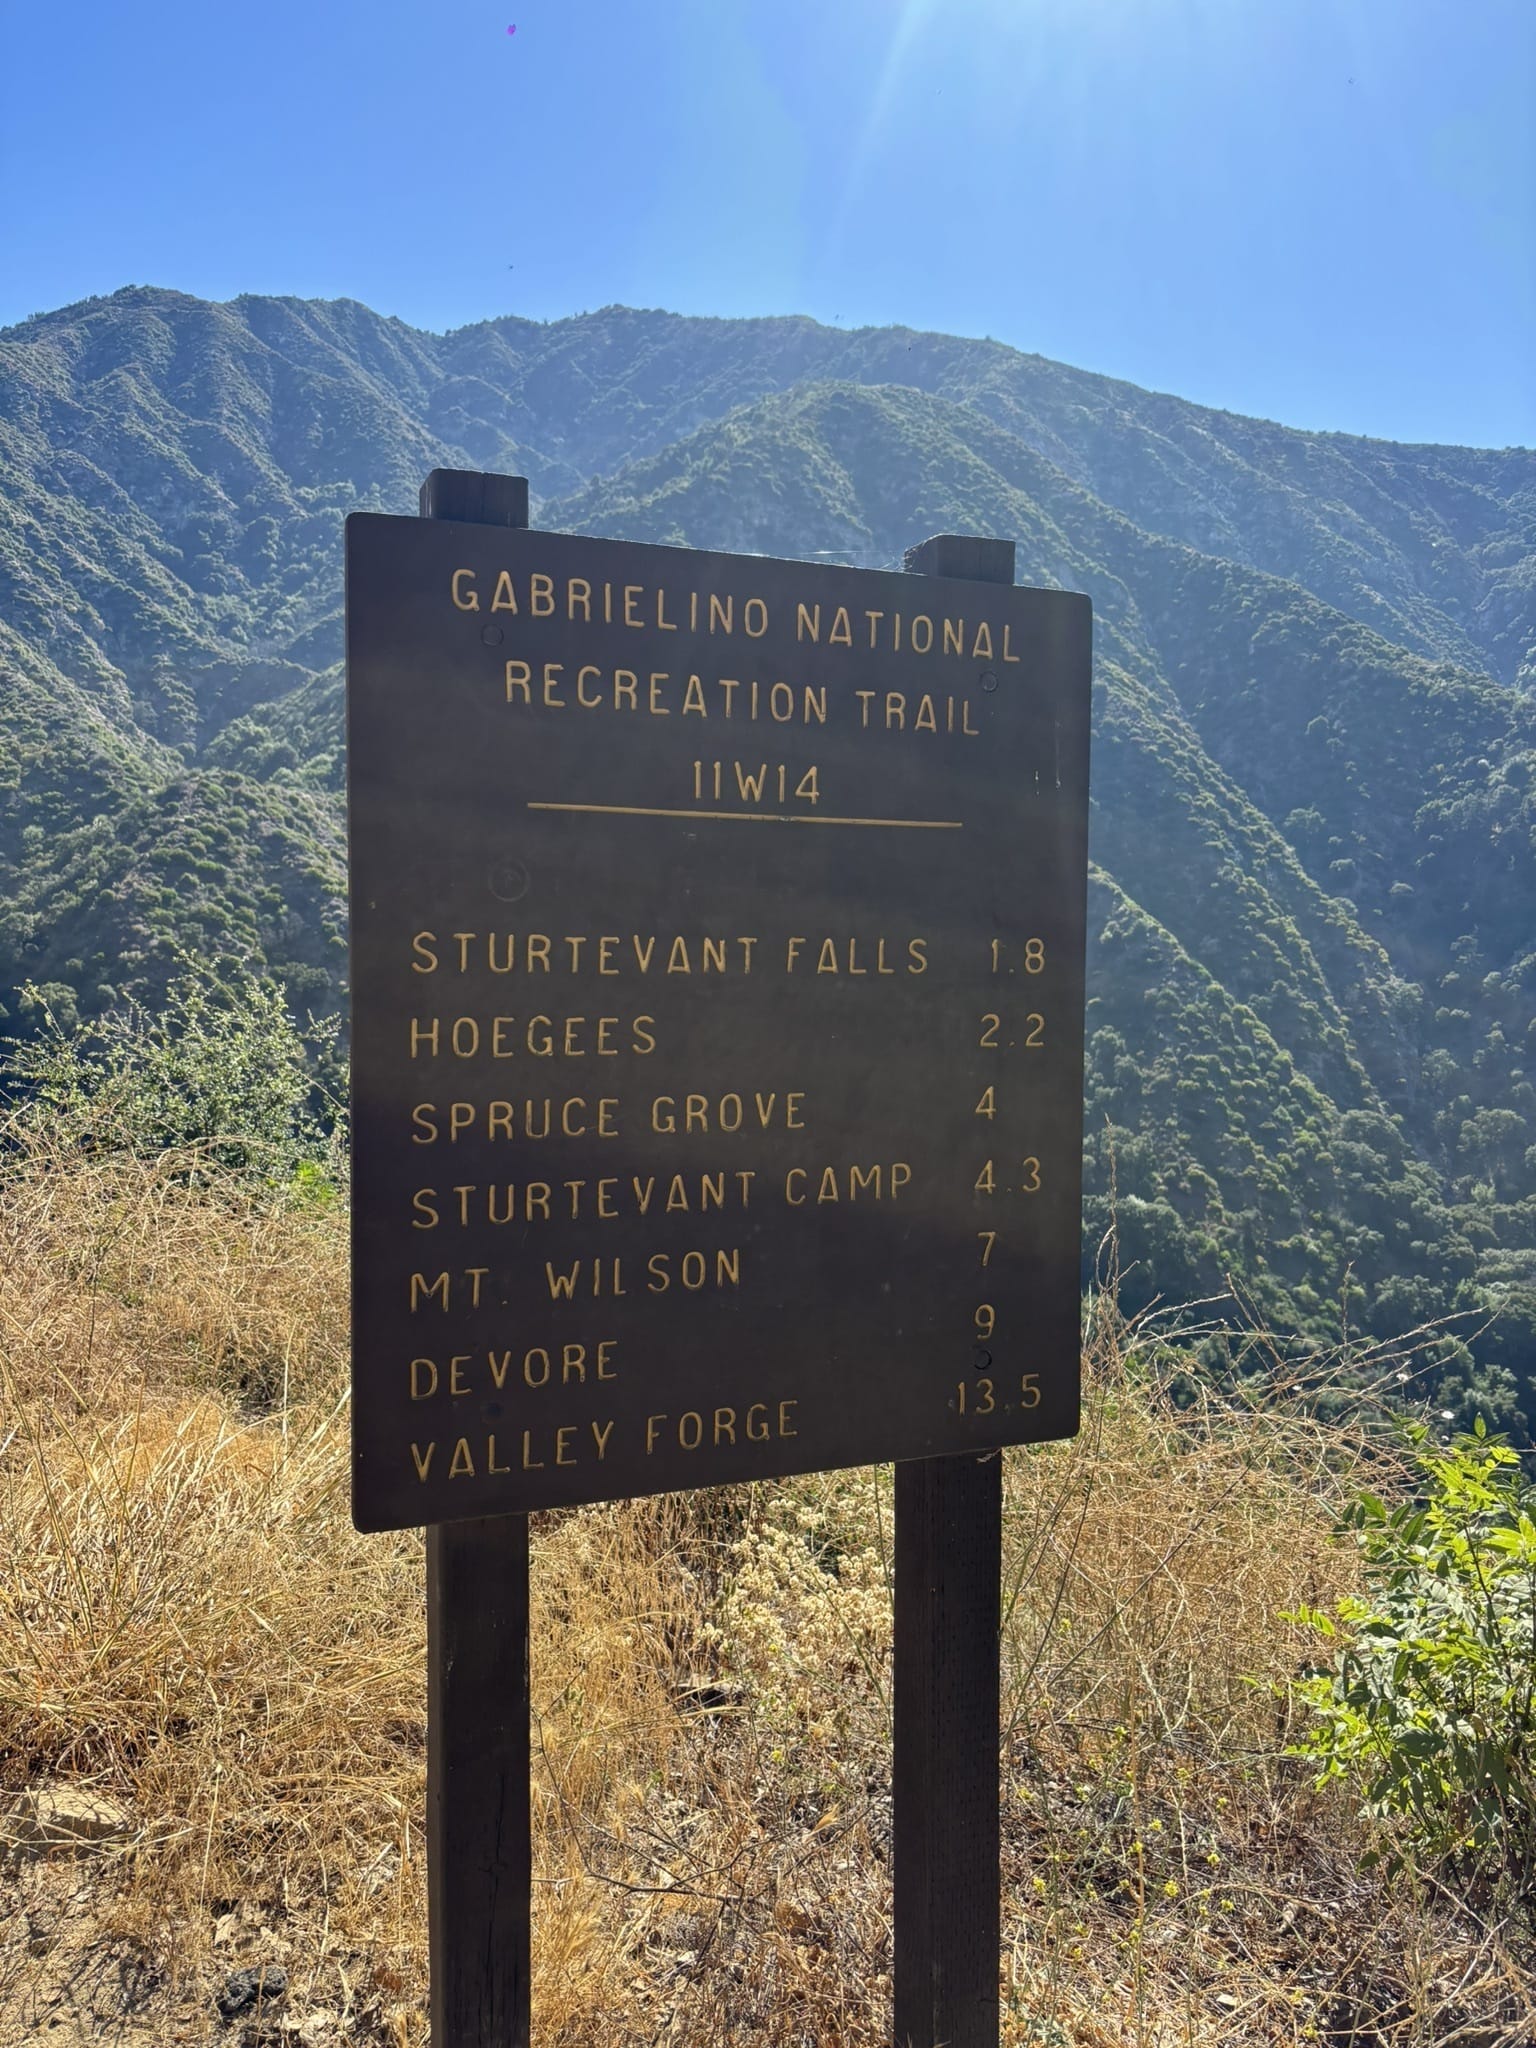 GABRIELINO NATIONAL
RECREATION TRAIL
11W14
STURTEVANT FALLS 1.8
HOEGEES 2.2
SPRUCE GROVE 4
STURTEVANT CAMP 4.3
MT. WILSON 7
DEVORE 9
VALLEY FORGE 13.5